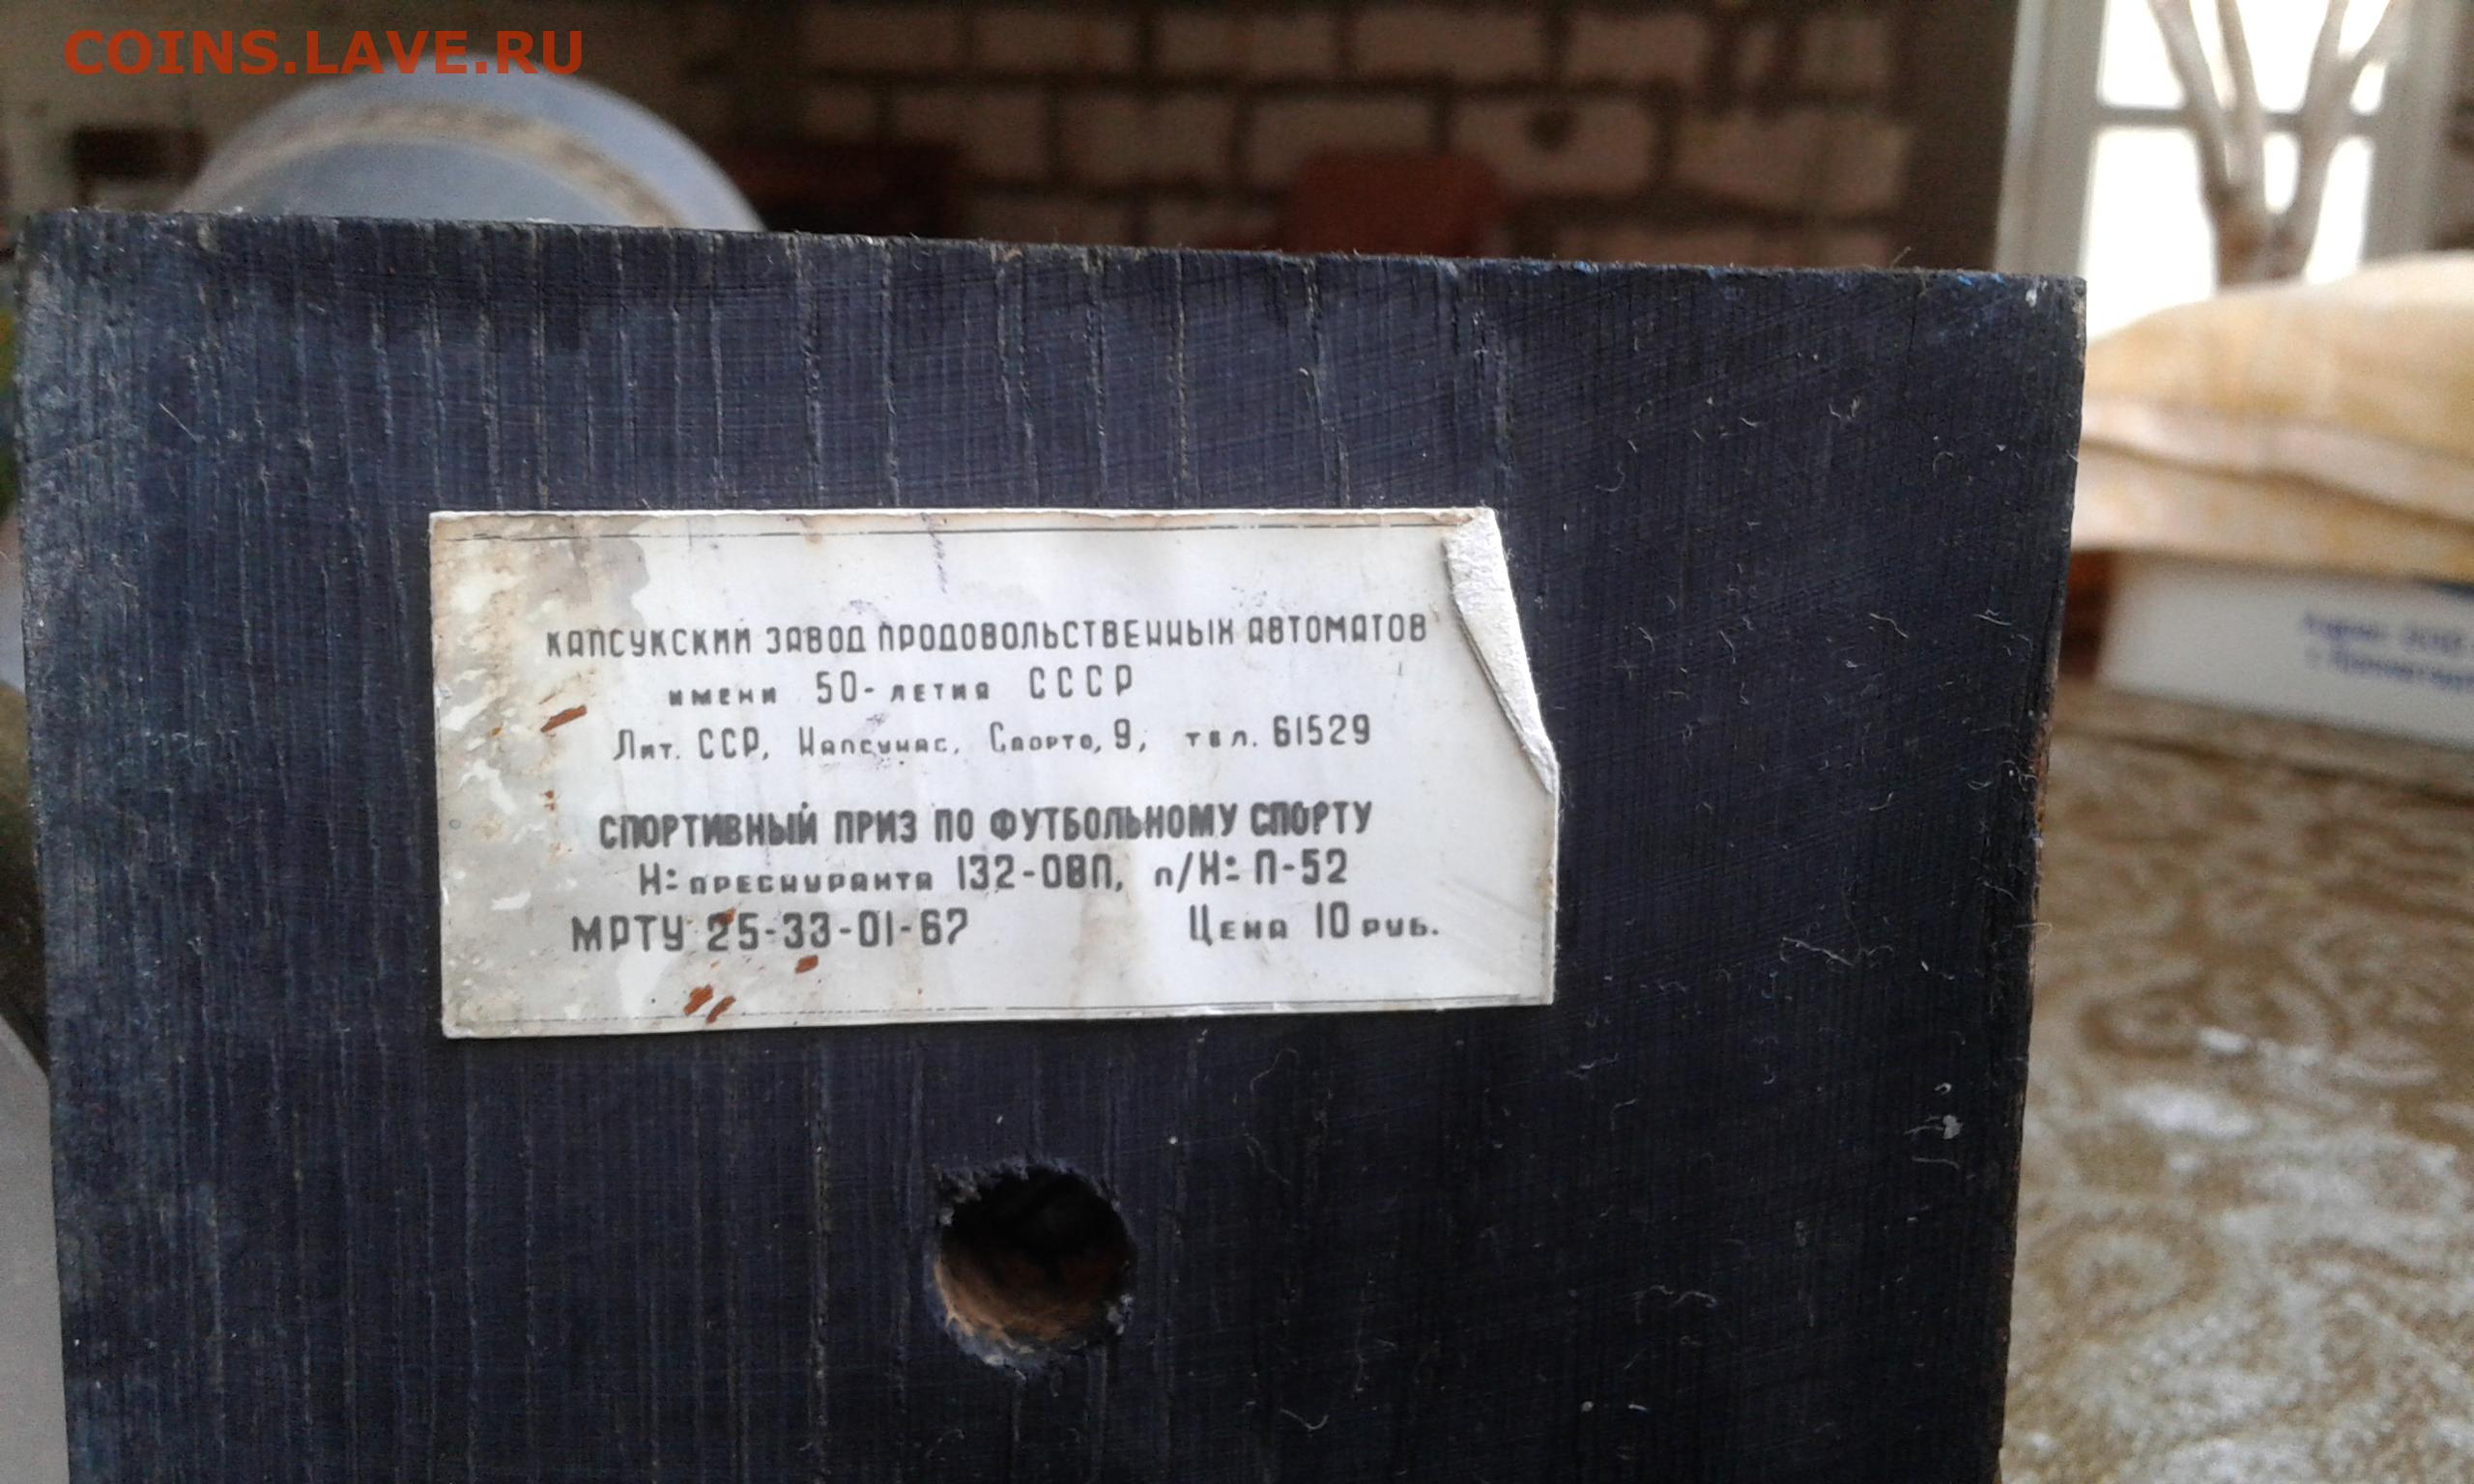 COINS.LAVE.RU
КАПСУКСКИЙ ЗАВОД ПРОДОВОЛЬСТВЕННЫХ АВТОМАТОВ
имени 50-летия СССР
Лит. ССР, Капсукас, Спорто, 9, тел. 61529
СПОРТИВНЫЙ ПРИЗ ПО ФУТБОЛЬНОМУ СПОРТУ
Н: прескуранта 132-ОВП, п/Н: П-52
МРТУ 25-33-01-67 Цена 10 руб.